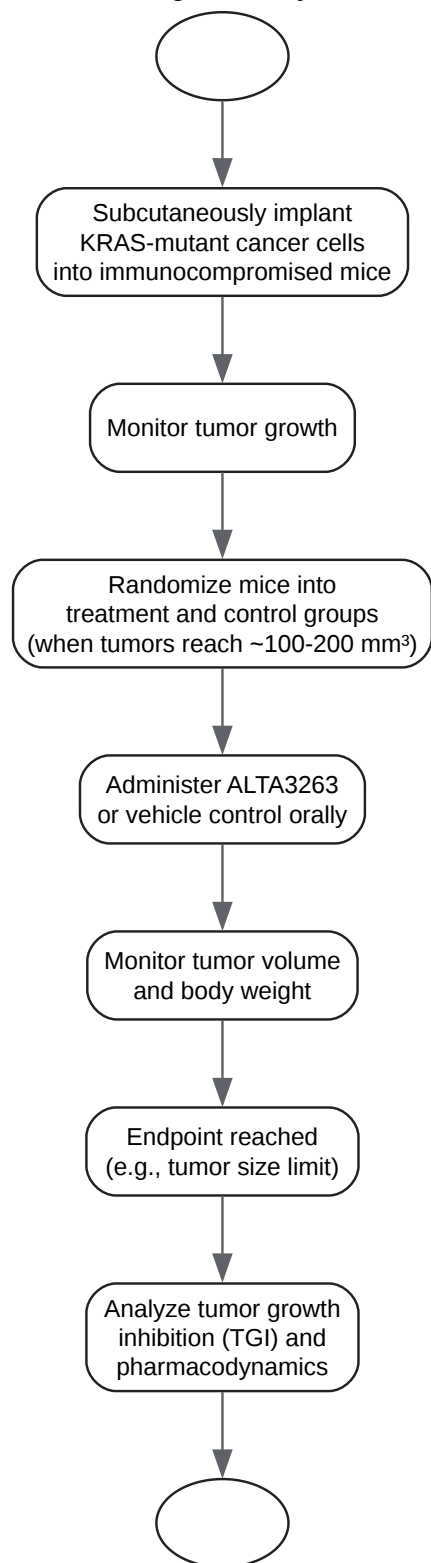 Subcutaneously implant
KRAS-mutant cancer cells
into immunocompromised mice
Monitor tumor growth
Randomize mice into
treatment and control groups
(when tumors reach ~100-200 mm³)
Administer ALTA3263
or vehicle control orally
Monitor tumor volume
and body weight
Endpoint reached
(e.g., tumor size limit)
Analyze tumor growth
inhibition (TGI) and
pharmacodynamics